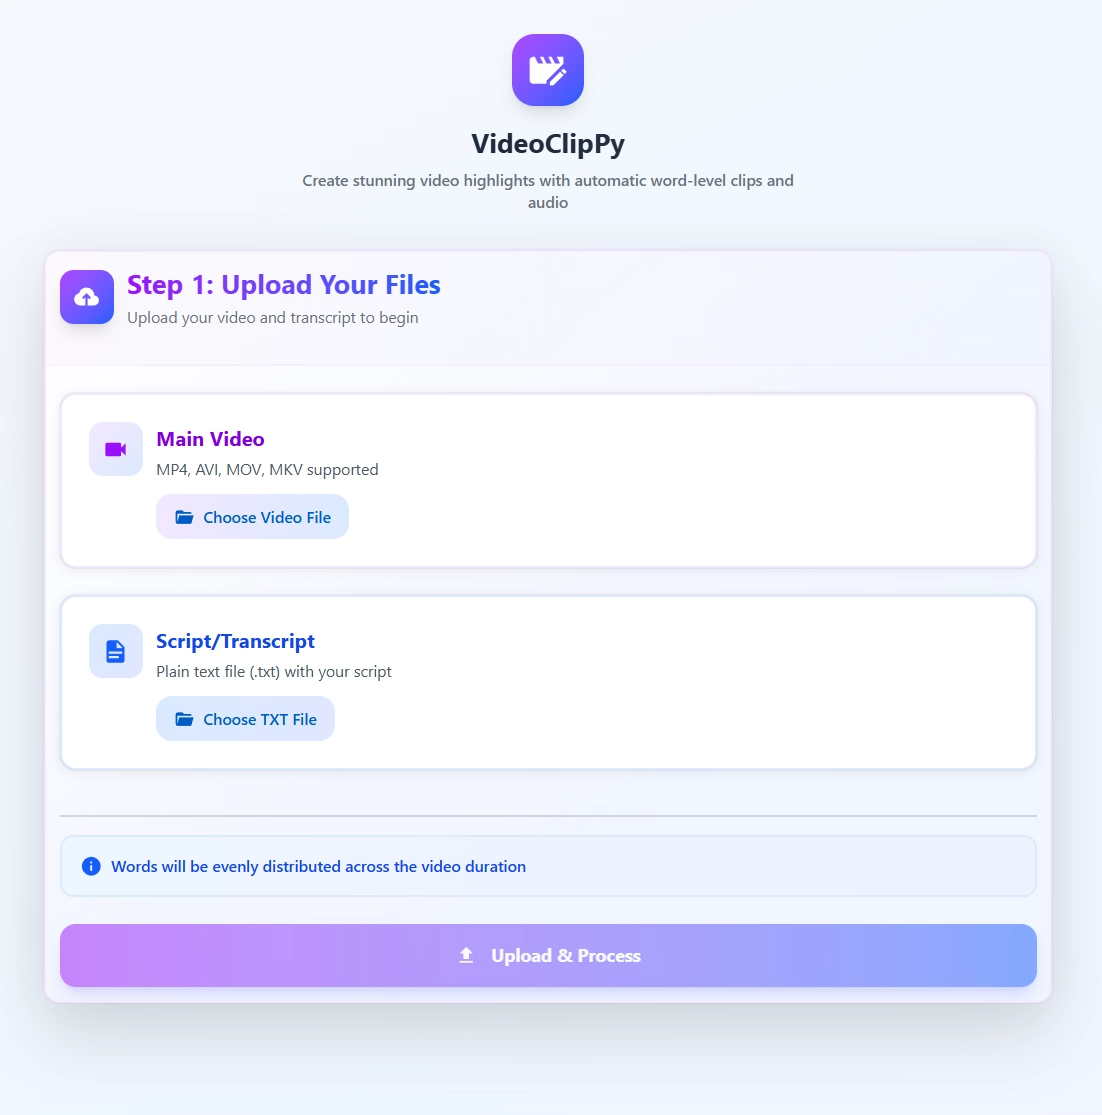 VideoClipPy
Create stunning video highlights with automatic word-level clips and
audio
Step 1: Upload Your Files
Upload your video and transcript to begin
Main Video
MP4, AVI, MOV, MKV supported
Choose Video File
Script/Transcript
Plain text file (.txt) with your script
Choose TXT File
Words will be evenly distributed across the video duration
Upload & Process